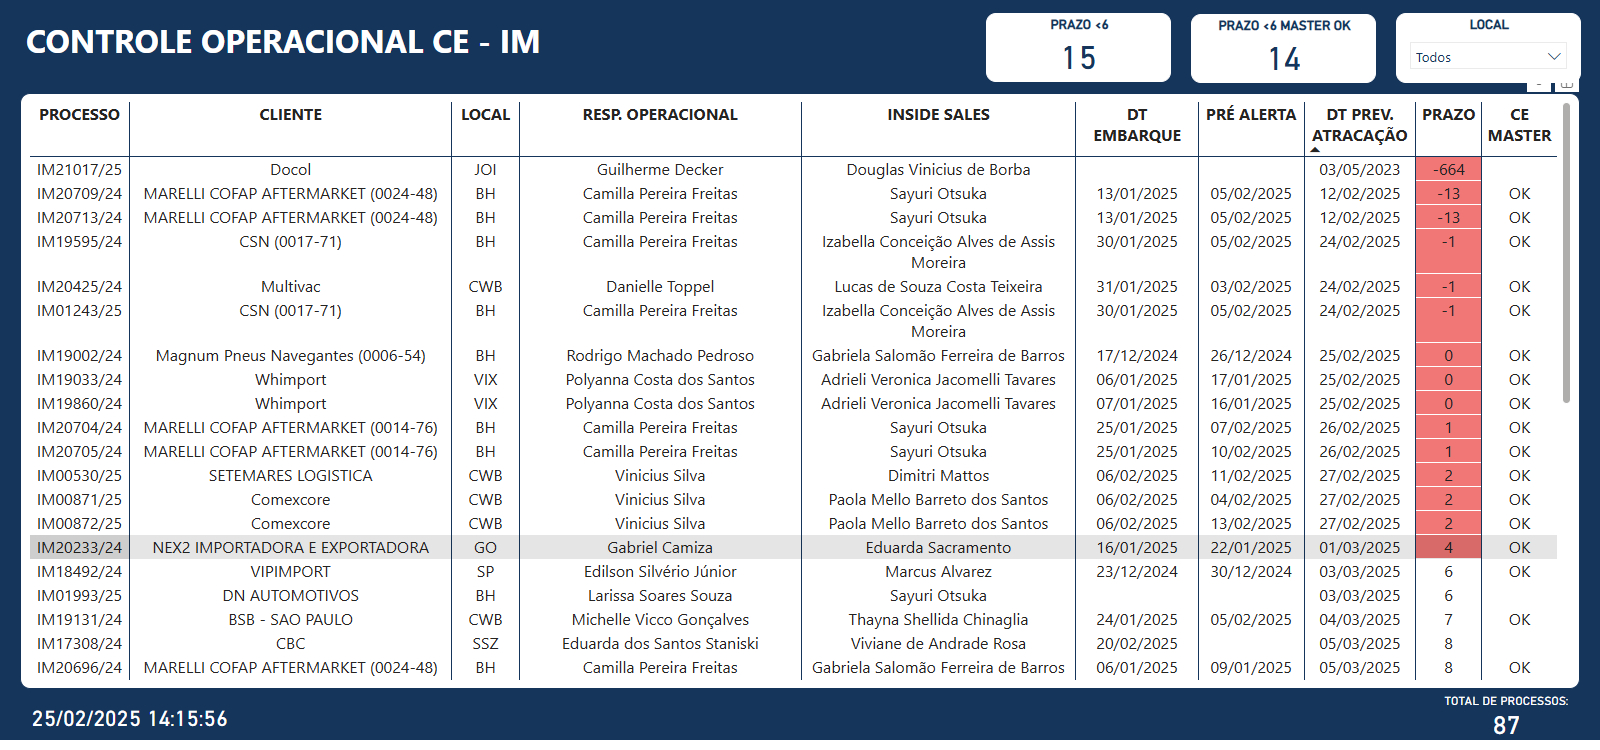 CONTROLE OPERACIONAL CE - IM
PRAZO <6
15
PRAZO <6 MASTER OK
14
LOCAL
Todos
PROCESSO CLIENTE LOCAL RESP. OPERACIONAL INSIDE SALES DT EMBARQUE PRÉ ALERTA DT PREV. ATRACAÇÃO PRAZO CE MASTER
IM21017/25 Docol JOI Guilherme Decker Douglas Vinicius de Borba 03/05/2023 -664
IM20709/24 MARELLI COFAP AFTERMARKET (0024-48) BH Camilla Pereira Freitas Sayuri Otsuka 13/01/2025 05/02/2025 12/02/2025 -13 OK
IM20713/24 MARELLI COFAP AFTERMARKET (0024-48) BH Camilla Pereira Freitas Sayuri Otsuka 13/01/2025 05/02/2025 12/02/2025 -13 OK
IM19595/24 CSN (0017-71) BH Camilla Pereira Freitas Izabella Conceição Alves de Assis Moreira 30/01/2025 05/02/2025 24/02/2025 -1 OK
IM20425/24 Multivac CWB Danielle Toppel Lucas de Souza Costa Teixeira 31/01/2025 03/02/2025 24/02/2025 -1 OK
IM01243/25 CSN (0017-71) BH Camilla Pereira Freitas Izabella Conceição Alves de Assis Moreira 30/01/2025 05/02/2025 24/02/2025 -1 OK
IM19002/24 Magnum Pneus Navegantes (0006-54) BH Rodrigo Machado Pedroso Gabriela Salomão Ferreira de Barros 17/12/2024 26/12/2024 25/02/2025 0 OK
IM19033/24 Whimport VIX Polyanna Costa dos Santos Adrieli Veronica Jacomelli Tavares 06/01/2025 17/01/2025 25/02/2025 0 OK
IM19860/24 Whimport VIX Polyanna Costa dos Santos Adrieli Veronica Jacomelli Tavares 07/01/2025 16/01/2025 25/02/2025 0 OK
IM20704/24 MARELLI COFAP AFTERMARKET (0014-76) BH Camilla Pereira Freitas Sayuri Otsuka 25/01/2025 07/02/2025 26/02/2025 1 OK
IM20705/24 MARELLI COFAP AFTERMARKET (0014-76) BH Camilla Pereira Freitas Sayuri Otsuka 25/01/2025 10/02/2025 26/02/2025 1 OK
IM00530/25 SETEMARES LOGISTICA CWB Vinicius Silva Dimitri Mattos 06/02/2025 11/02/2025 27/02/2025 2 OK
IM00871/25 Comexcore CWB Vinicius Silva Paola Mello Barreto dos Santos 06/02/2025 04/02/2025 27/02/2025 2 OK
IM00872/25 Comexcore CWB Vinicius Silva Paola Mello Barreto dos Santos 06/02/2025 13/02/2025 27/02/2025 2 OK
IM20233/24 NEX2 IMPORTADORA E EXPORTADORA GO Gabriel Camiza Eduarda Sacramento 16/01/2025 22/01/2025 01/03/2025 4 OK
IM18492/24 VIPIMPORT SP Edilson Silvério Júnior Marcus Alvarez 23/12/2024 30/12/2024 03/03/2025 6 OK
IM01993/25 DN AUTOMOTIVOS BH Larissa Soares Souza Sayuri Otsuka 03/03/2025 6
IM19131/24 BSB - SAO PAULO CWB Michelle Vicco Gonçalves Thayna Shellida Chinaglia 24/01/2025 05/02/2025 04/03/2025 7 OK
IM17308/24 CBC SSZ Eduarda dos Santos Staniski Viviane de Andrade Rosa 20/02/2025 05/03/2025 8
IM20696/24 MARELLI COFAP AFTERMARKET (0024-48) BH Camilla Pereira Freitas Gabriela Salomão Ferreira de Barros 06/01/2025 09/01/2025 05/03/2025 8 OK
25/02/2025 14:15:56
TOTAL DE PROCESSOS:
87